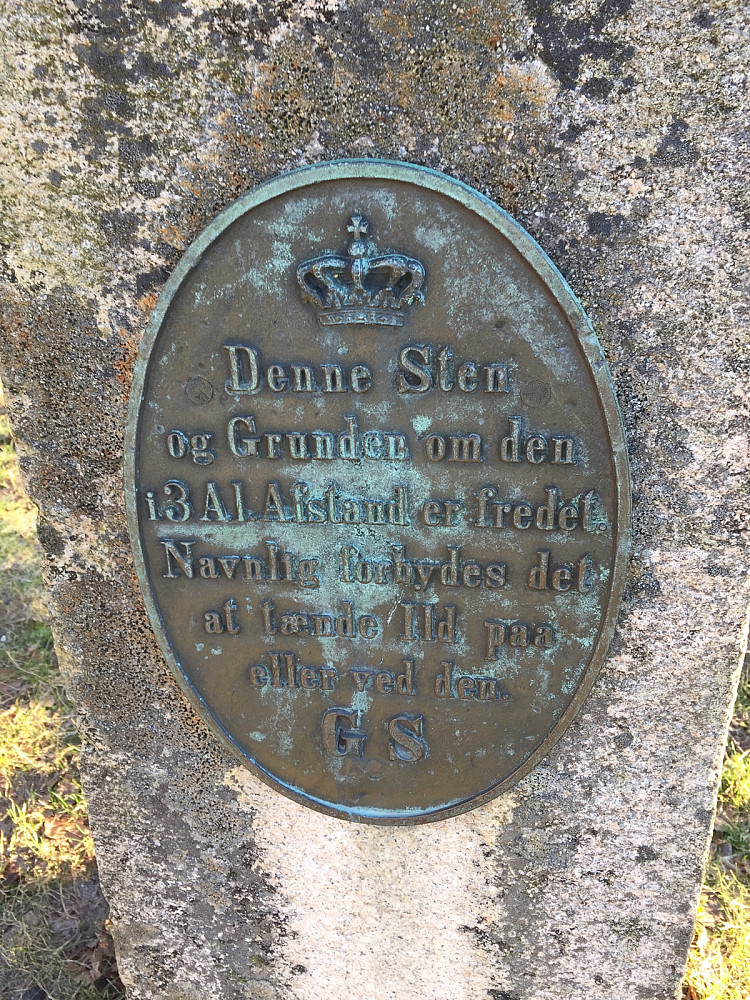 Denne Sten
og Grunden om den
i 3 Al. Afstand er fredet.
Navnlig forbydes det
at tænde Ild paa
eller ved den.
G S